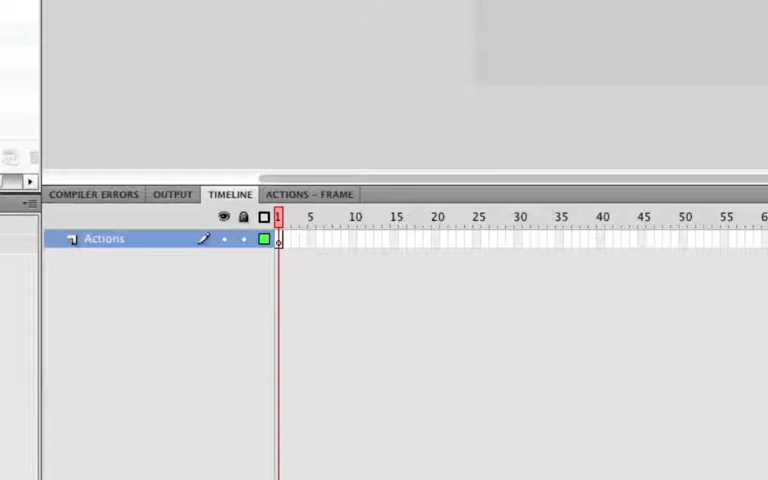 COMPILER ERRORS OUTPUT TIMELINE ACTIONS – FRAME
1 5 10 15 20 25 30 35 40 45 50 55 6
Actions